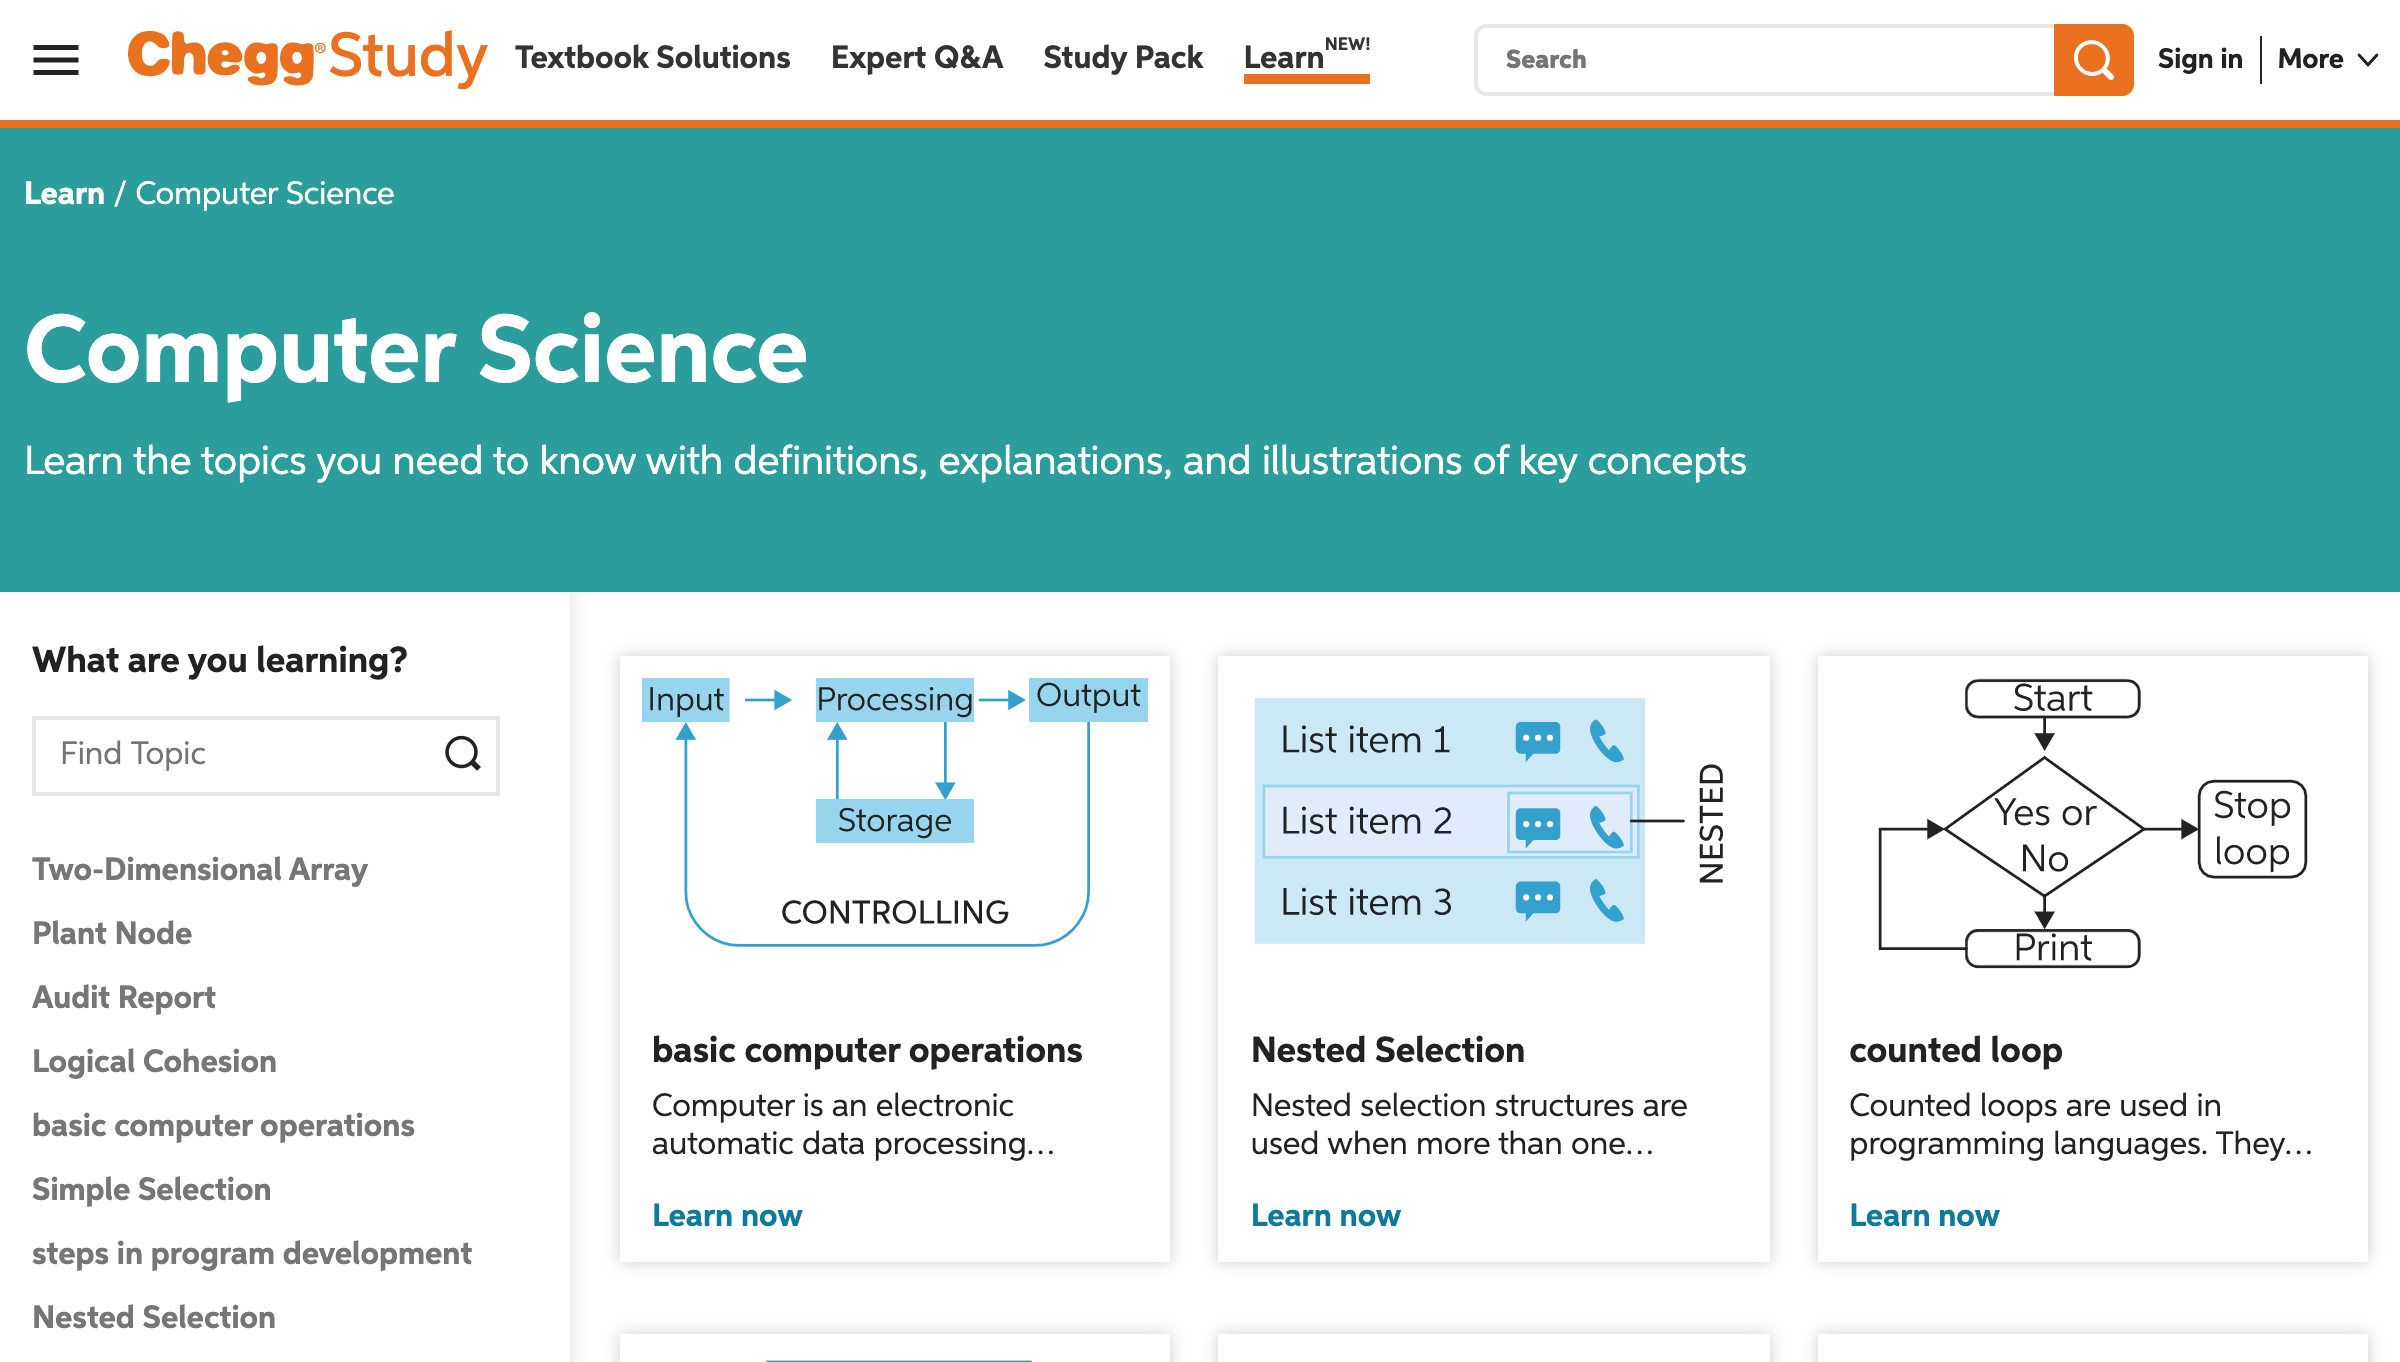 Chegg®Study
Textbook Solutions
Expert Q&A
Study Pack
Learn NEW!
Search
Sign in
More
Learn / Computer Science
Computer Science
Learn the topics you need to know with definitions, explanations, and illustrations of key concepts
What are you learning?
Find Topic
Two-Dimensional Array
Plant Node
Audit Report
Logical Cohesion
basic computer operations
Simple Selection
steps in program development
Nested Selection
Input
Processing
Output
Storage
CONTROLLING
basic computer operations
Computer is an electronic
automatic data processing...
Learn now
List item 1
List item 2
List item 3
NESTED
Nested Selection
Nested selection structures are
used when more than one...
Learn now
Start
Yes or
No
Stop
loop
Print
counted loop
Counted loops are used in
programming languages. They...
Learn now